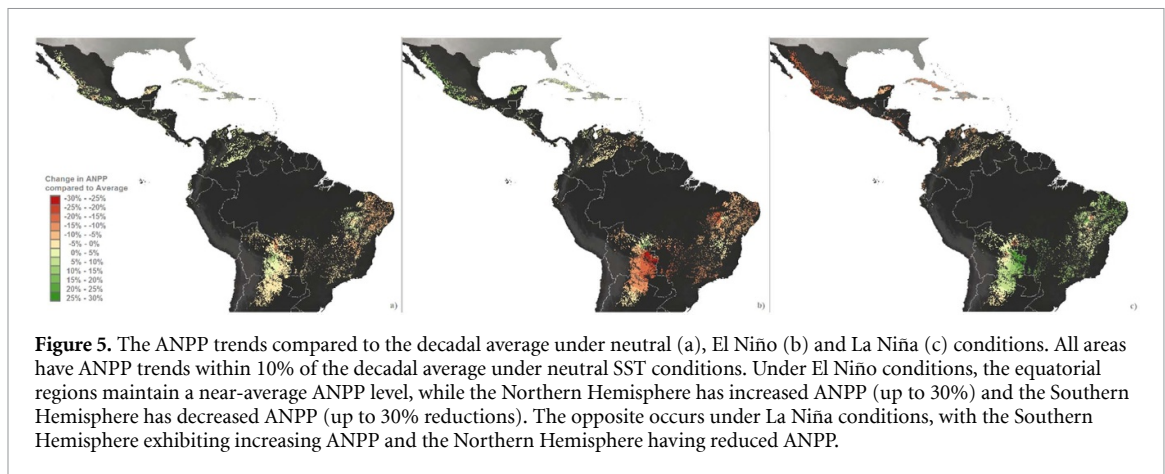 Change in ANPP
compared to Average
-30% - -25%
-25% - -20%
-20% - -15%
-15% - -10%
-10% - -5%
-5% - 0%
0% - 5%
5% - 10%
10% - 15%
15% - 20%
20% - 25%
25% - 30%
a)
b)
c)
Figure 5. The ANPP trends compared to the decadal average under neutral (a), El Niño (b) and La Niña (c) conditions. All areas
have ANPP trends within 10% of the decadal average under neutral SST conditions. Under El Niño conditions, the equatorial
regions maintain a near-average ANPP level, while the Northern Hemisphere has increased ANPP (up to 30%) and the Southern
Hemisphere has decreased ANPP (up to 30% reductions). The opposite occurs under La Niña conditions, with the Southern
Hemisphere exhibiting increasing ANPP and the Northern Hemisphere having reduced ANPP.